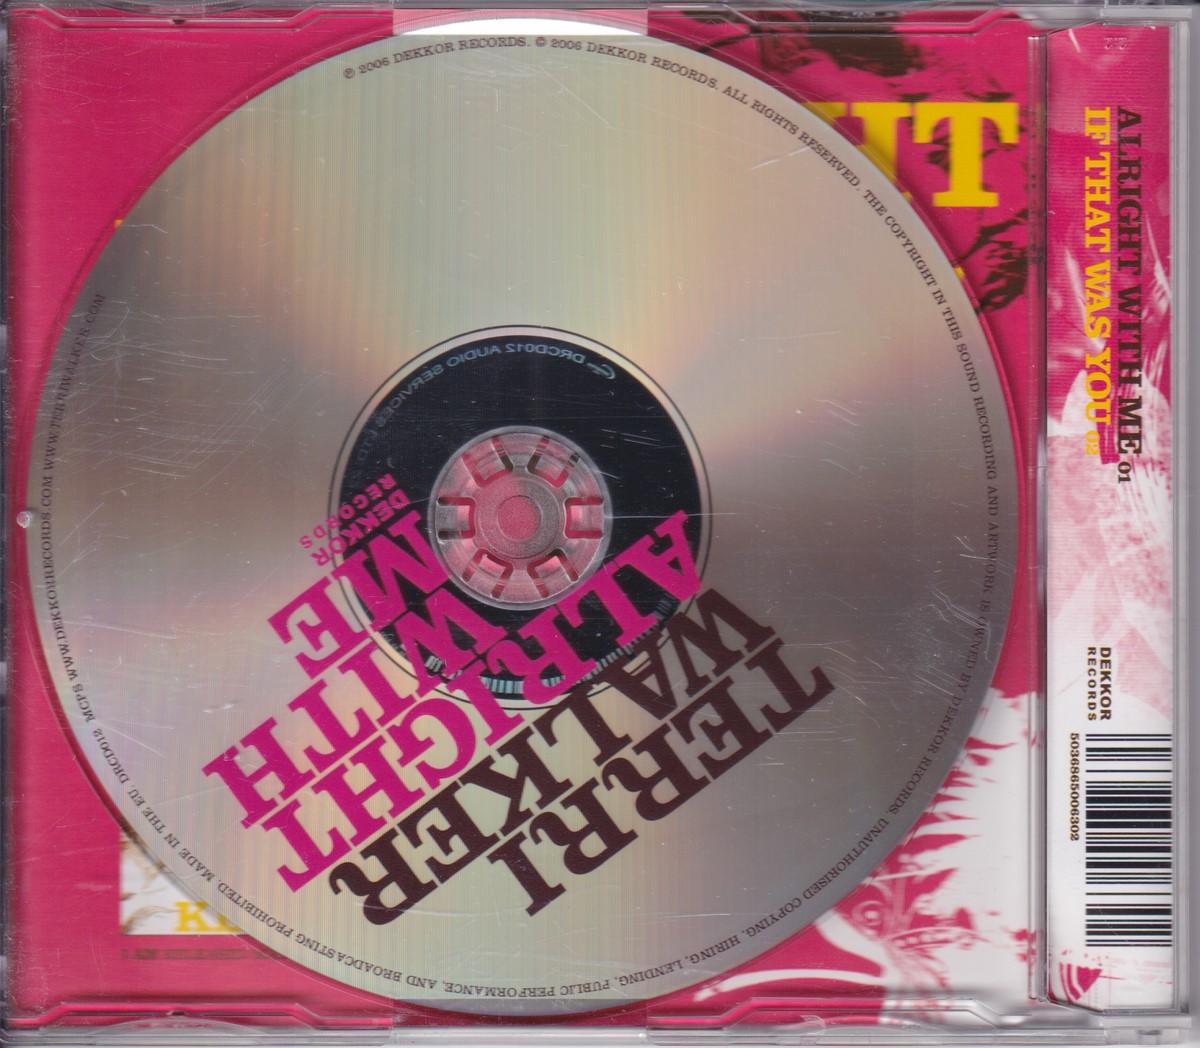 ℗ 2006 DEKKOR RECORDS. © 2006 DEKKOR RECORDS. ALL RIGHTS RESERVED. THE COPYRIGHT IN THIS SOUND RECORDING AND ARTWORK IS OWNED BY DEKKOR RECORDS. UNAUTHORISED COPYING, HIRING, LENDING, PUBLIC PERFORMANCE, AND BROADCASTING PROHIBITED. MADE IN THE EU. DRCD012 MCPS WWW.DEKKORRECORDS.COM WWW.TERRIWALKER.COM
DRCD012 AUDIO SERVICES LTD
TERRI
WALKER
ALRIGHT
WITH
ME
DEKKOR
RECORDS
ALRIGHT WITH ME 01
IF THAT WAS YOU 02
DEKKOR
RECORDS
5036865006302